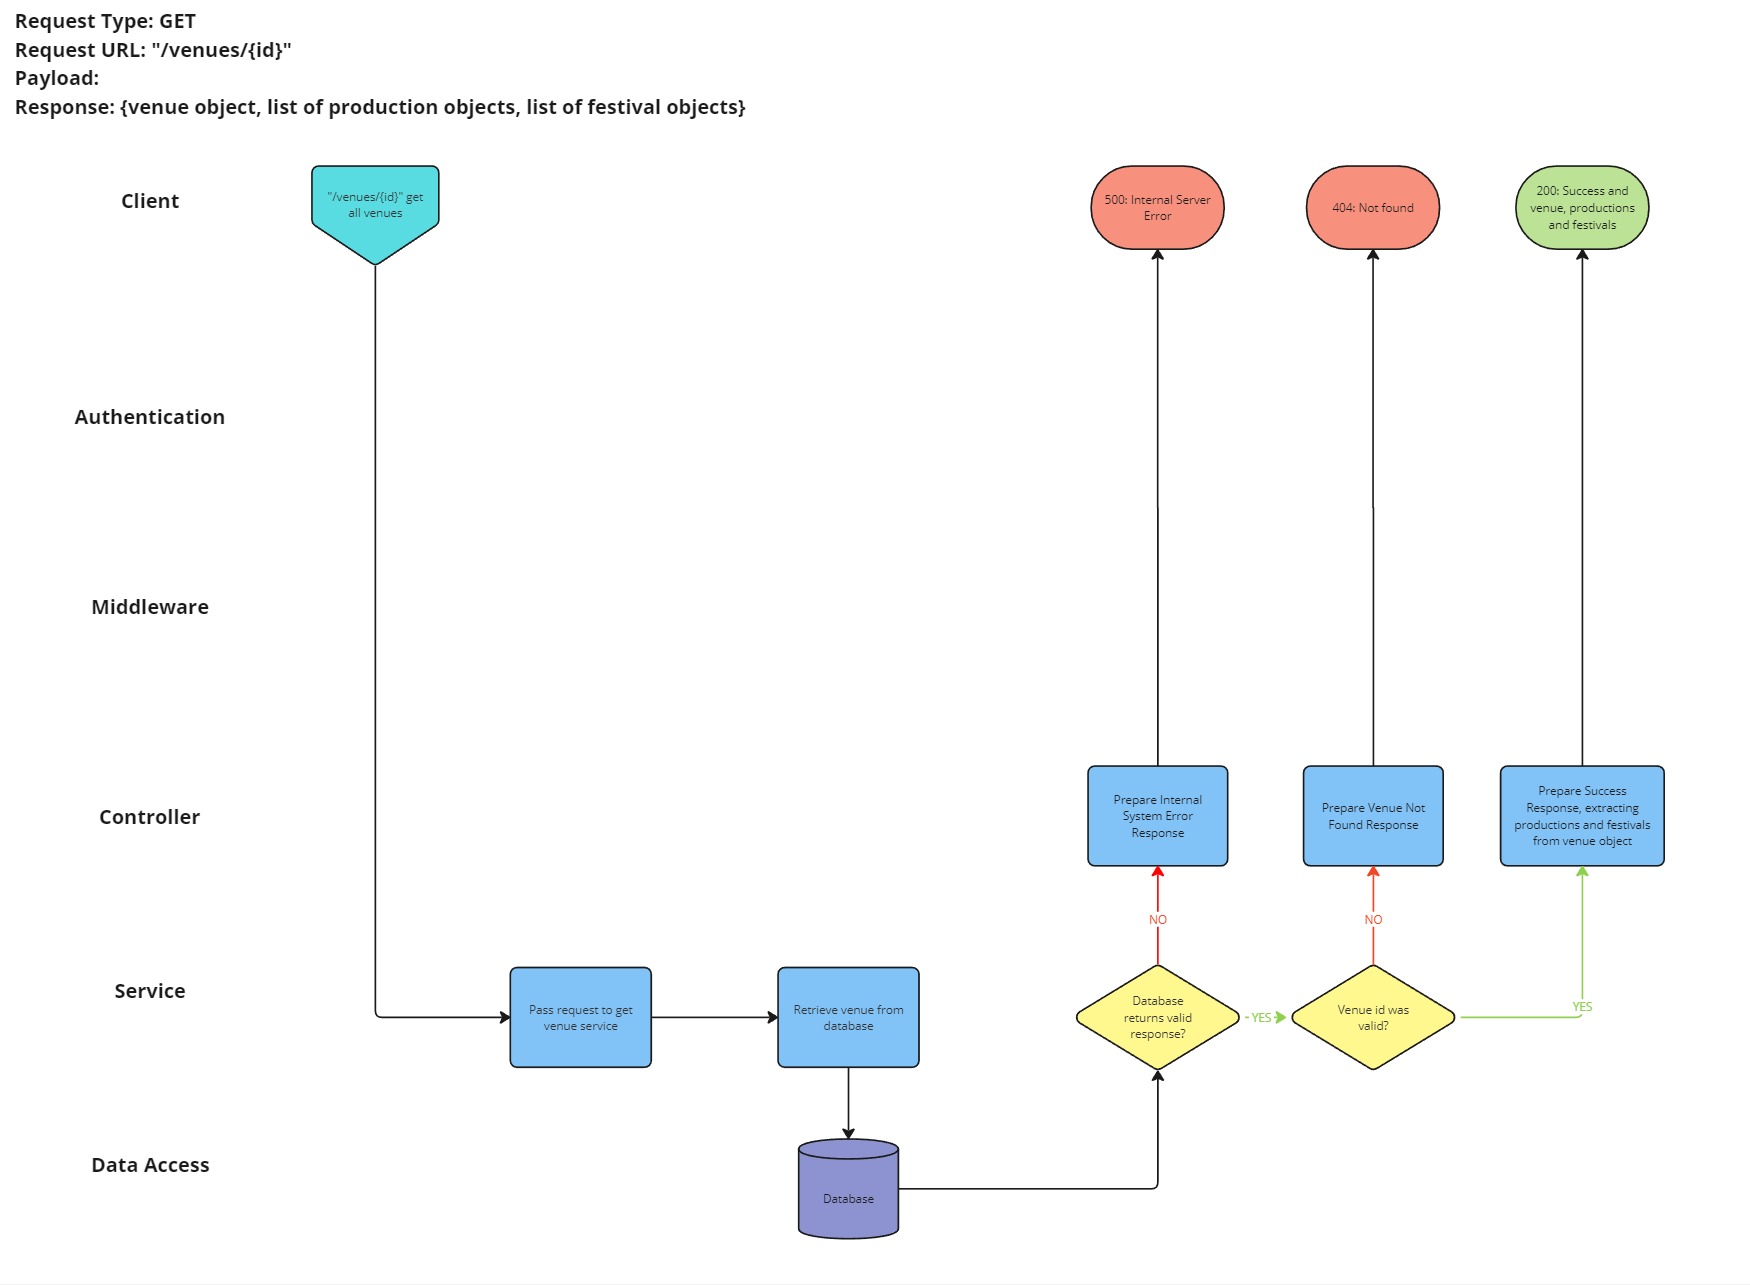 Request Type: GET
Request URL: "/venues/{id}"
Payload:
Response: {venue object, list of production objects, list of festival objects}
Client
"/venues/{id}" get
all venues
500: Internal Server
Error
404: Not found
200: Success and
venue, productions
and festivals
Authentication
Middleware
Controller
Prepare Internal
System Error
Response
Prepare Venue Not
Found Response
Prepare Success
Response, extracting
productions and festivals
from venue object
NO
NO
Service
Pass request to get
venue service
Retrieve venue from
database
Database
returns valid
response?
YES
Venue id was
valid?
YES
Data Access
Database